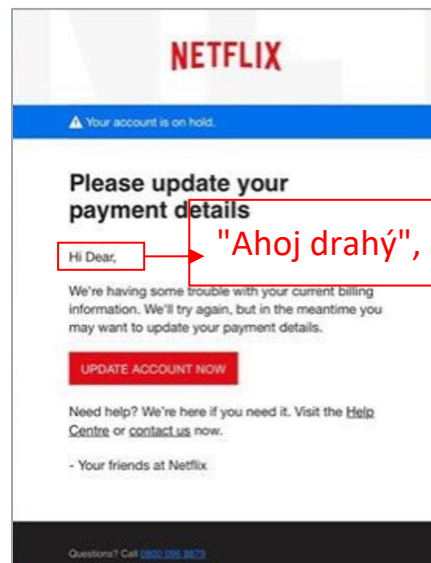 NETFLIX
Your account is on hold.
Please update your
payment details
Hi Dear,
"Ahoj drahý",
We're having some trouble with your current billing
information. We'll try again, but in the meantime you
may want to update your payment details.
UPDATE ACCOUNT NOW
Need help? We're here if you need it. Visit the Help
Centre or contact us now.
- Your friends at Netflix
Questions? Call 0800 096 8879